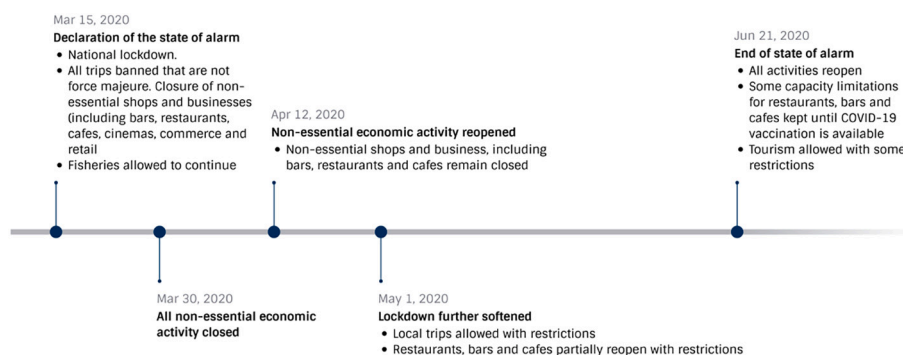 Mar 15, 2020
Declaration of the state of alarm
• National lockdown.
• All trips banned that are not
force majeure. Closure of non-
essential shops and businesses
(including bars, restaurants,
cafes, cinemas, commerce and
retail
• Fisheries allowed to continue
Mar 30, 2020
All non-essential economic
activity closed
Apr 12, 2020
Non-essential economic activity reopened
• Non-essential shops and business, including
bars, restaurants and cafes remain closed
May 1, 2020
Lockdown further softened
• Local trips allowed with restrictions
• Restaurants, bars and cafes partially reopen with restrictions
Jun 21, 2020
End of state of alarm
• All activities reopen
• Some capacity limitations
for restaurants, bars and
cafes kept until COVID-19
vaccination is available
• Tourism allowed with some
restrictions